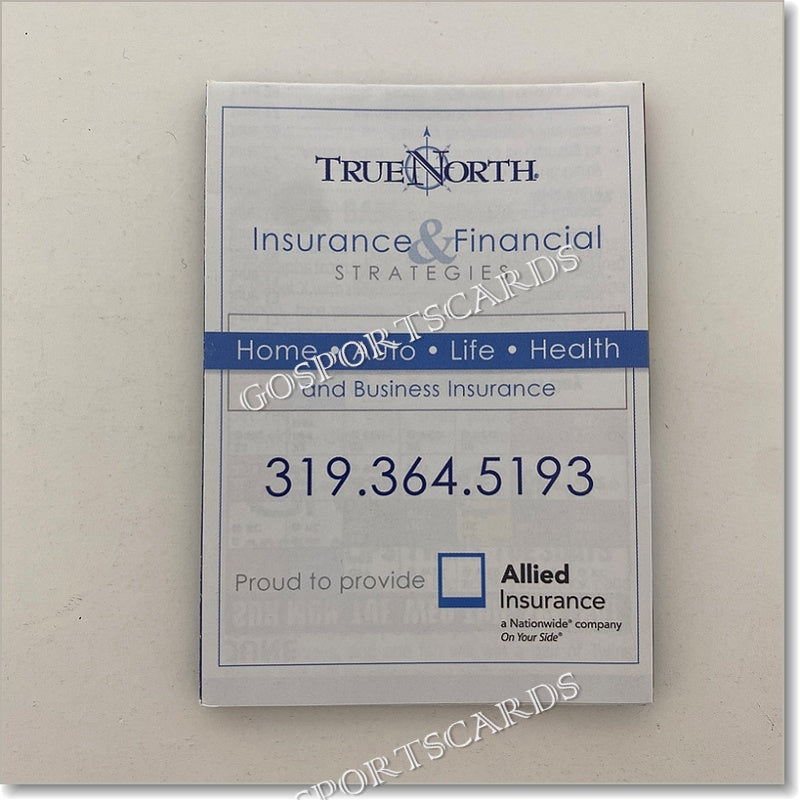 TRUENORTH®
Insurance & Financial
STRATEGIES
Home • Auto • Life • Health
and Business Insurance
319.364.5193
Proud to provide
Allied
Insurance
a Nationwide® company
On Your Side®
GOSPORTSCARDS
SPORTSCARDS